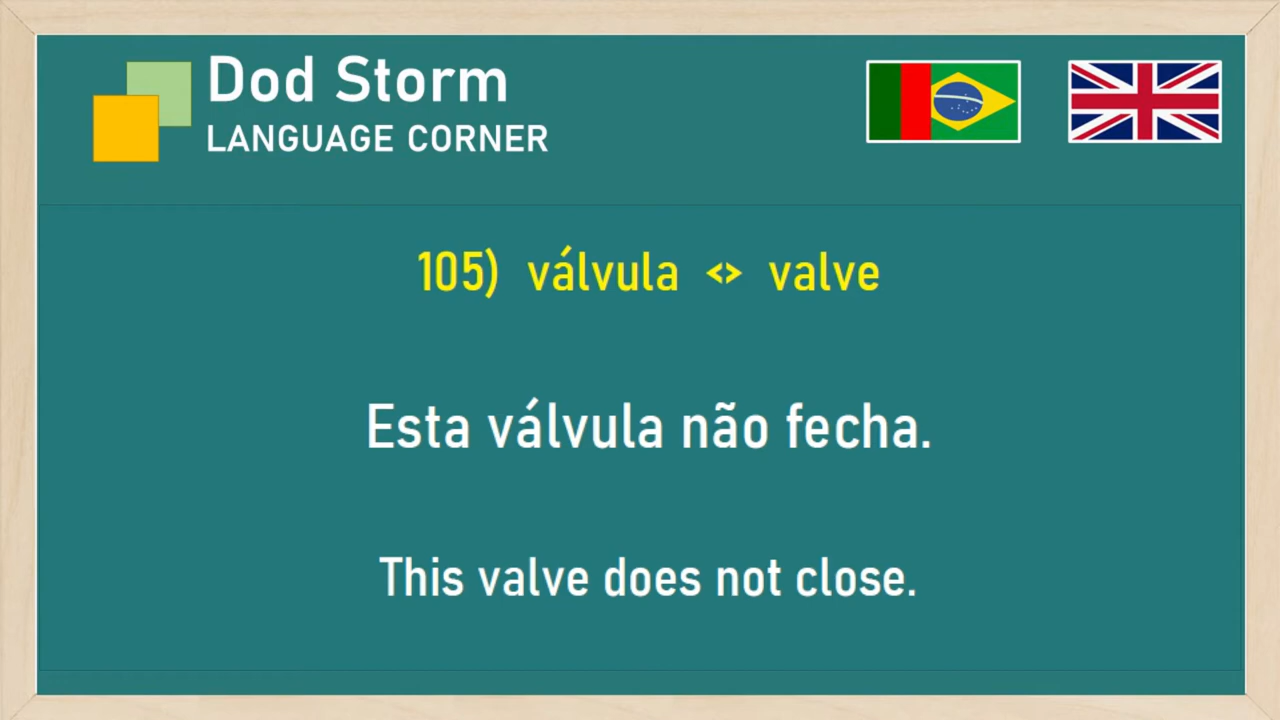 Dod Storm
LANGUAGE CORNER
105) válvula <> valve
Esta válvula não fecha.
This valve does not close.